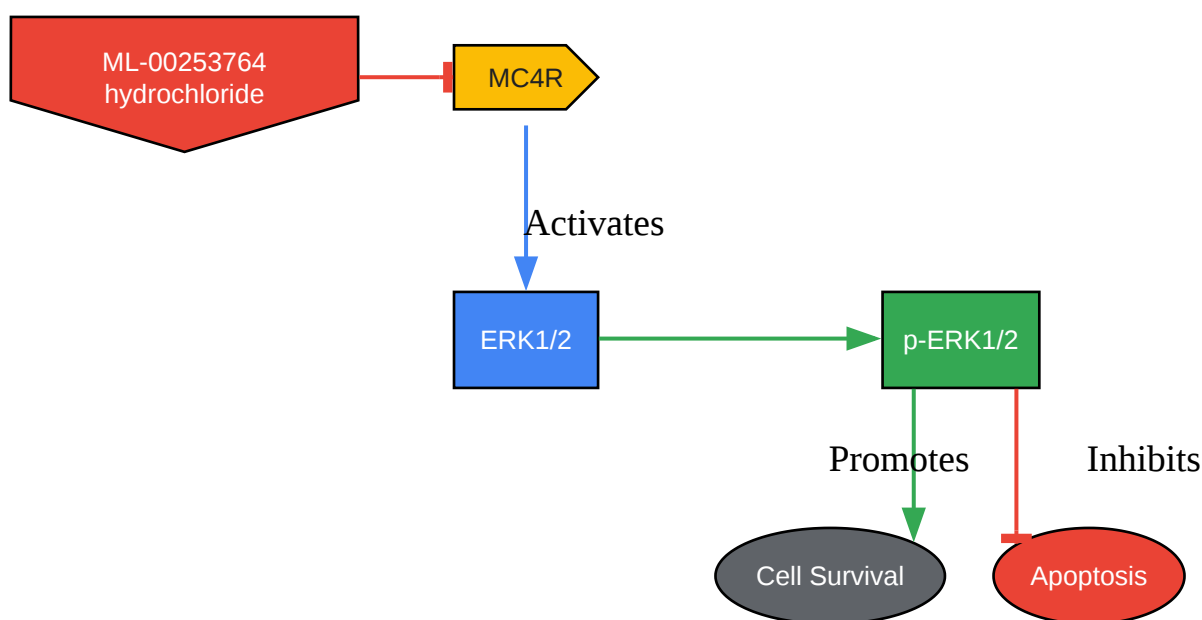 ML-00253764
hydrochloride
MC4R
Activates
ERK1/2
p-ERK1/2
Promotes
Inhibits
Cell Survival
Apoptosis